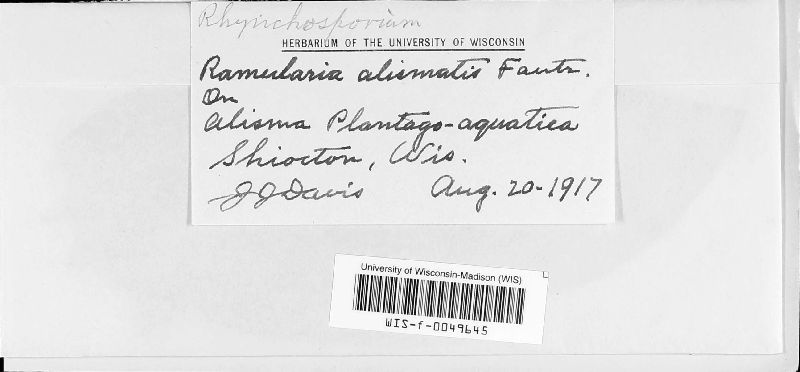 Rhynchosporium
HERBARIUM OF THE UNIVERSITY OF WISCONSIN
Ramularia alismatis Fautr.
On
Alisma Plantago-aquatica
Shiocton, Wis.
J J Davis Aug. 20-1917
University of Wisconsin-Madison (WIS)
WIS-f-0049645